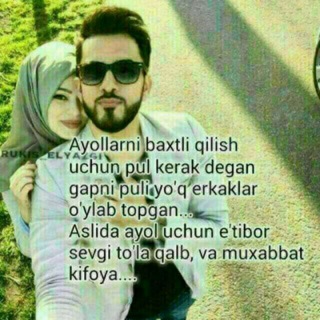 RUKIS_ELYAZGI
Ayollarni baxtli qilish
uchun pul kerak degan
gapni puli yo'q erkaklar
o'ylab topgan...
Aslida ayol uchun e'tibor
sevgi to'la qalb, va muxabbat
kifoya....